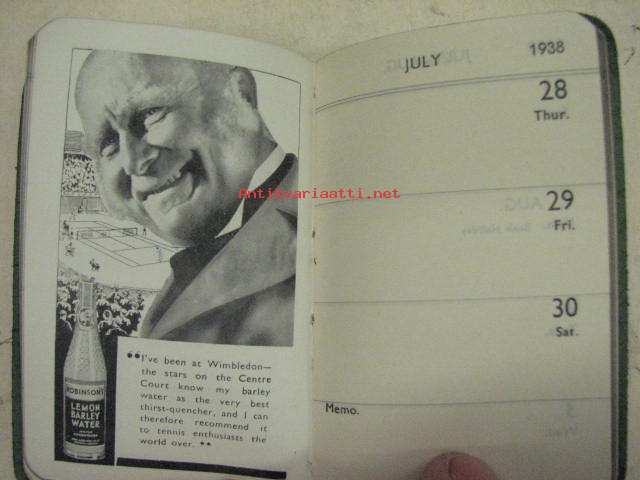 ROBINSON'S
LEMON
BARLEY
WATER
"I've been at Wimbledon—
the stars on the Centre
Court know my barley
water as the very best
thirst-quencher, and I can
therefore recommend it
to tennis enthusiasts the
world over. "
JULY 1938
28
Thur.
29
Fri.
30
Sat.
Memo.
Antikvariaatti.net